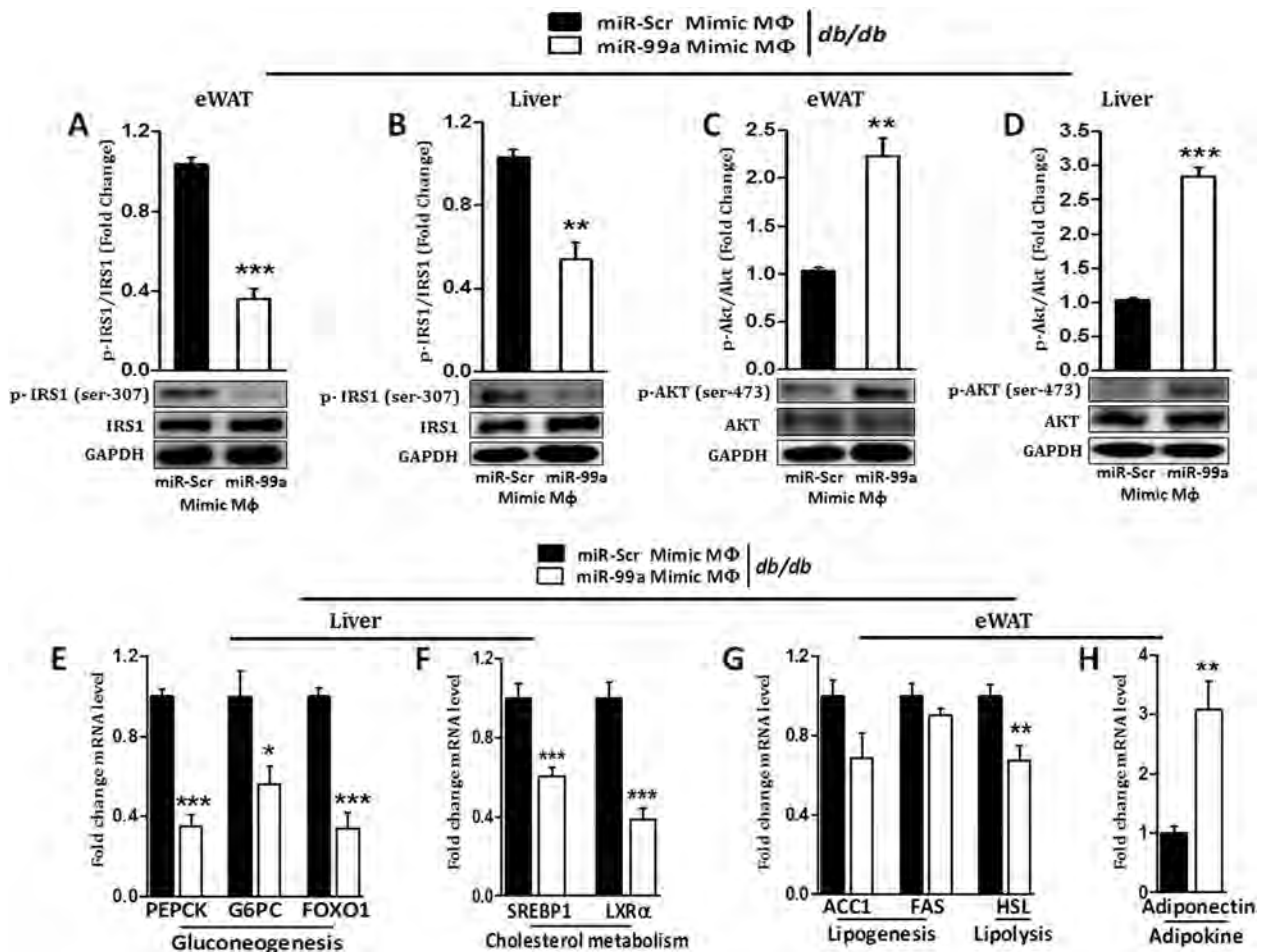 miR-Scr Mimic MΦ
miR-99a Mimic MΦ
db/db
eWAT
Liver
eWAT
Liver
A
p-IRS1/IRS1 (Fold Change)
1.2
0.8
0.4
0.0
***
p-IRS1 (ser-307)
IRS1
GAPDH
miR-Scr miR-99a
Mimic Mϕ
B
p-IRS1/IRS1 (Fold Change)
1.2
0.8
0.4
0.0
**
p-IRS1 (ser-307)
IRS1
GAPDH
miR-Scr miR-99a
Mimic Mϕ
C
p-Akt/Akt (Fold Change)
2.5
2.0
1.5
1.0
0.5
0.0
**
p-AKT (ser-473)
AKT
GAPDH
miR-Scr miR-99a
Mimic Mϕ
D
p-Akt/Akt (Fold Change)
3.5
3.0
2.5
2.0
1.5
1.0
0.5
0.0
***
p-AKT (ser-473)
AKT
GAPDH
miR-Scr miR-99a
Mimic Mϕ
miR-Scr Mimic MΦ
miR-99a Mimic MΦ
db/db
Liver
eWAT
E
Fold change mRNA level
1.2
0.8
0.4
0.0
***
*
***
PEPCK G6PC FOXO1
Gluconeogenesis
F
Fold change mRNA level
1.2
0.8
0.4
0.0
***
***
SREBP1 LXRα
Cholesterol metabolism
G
Fold change mRNA level
1.2
0.9
0.6
0.3
0.0
**
ACC1 FAS HSL
Lipogenesis Lipolysis
H
Fold change mRNA level
4
3
2
1
0
**
Adiponectin
Adipokine